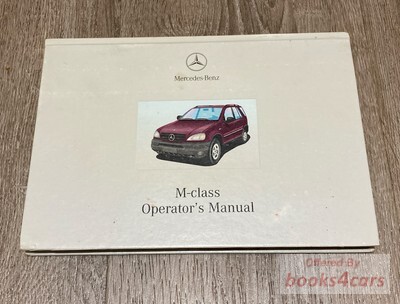 Mercedes-Benz
M-class
Operator's Manual
Offered By
books4cars